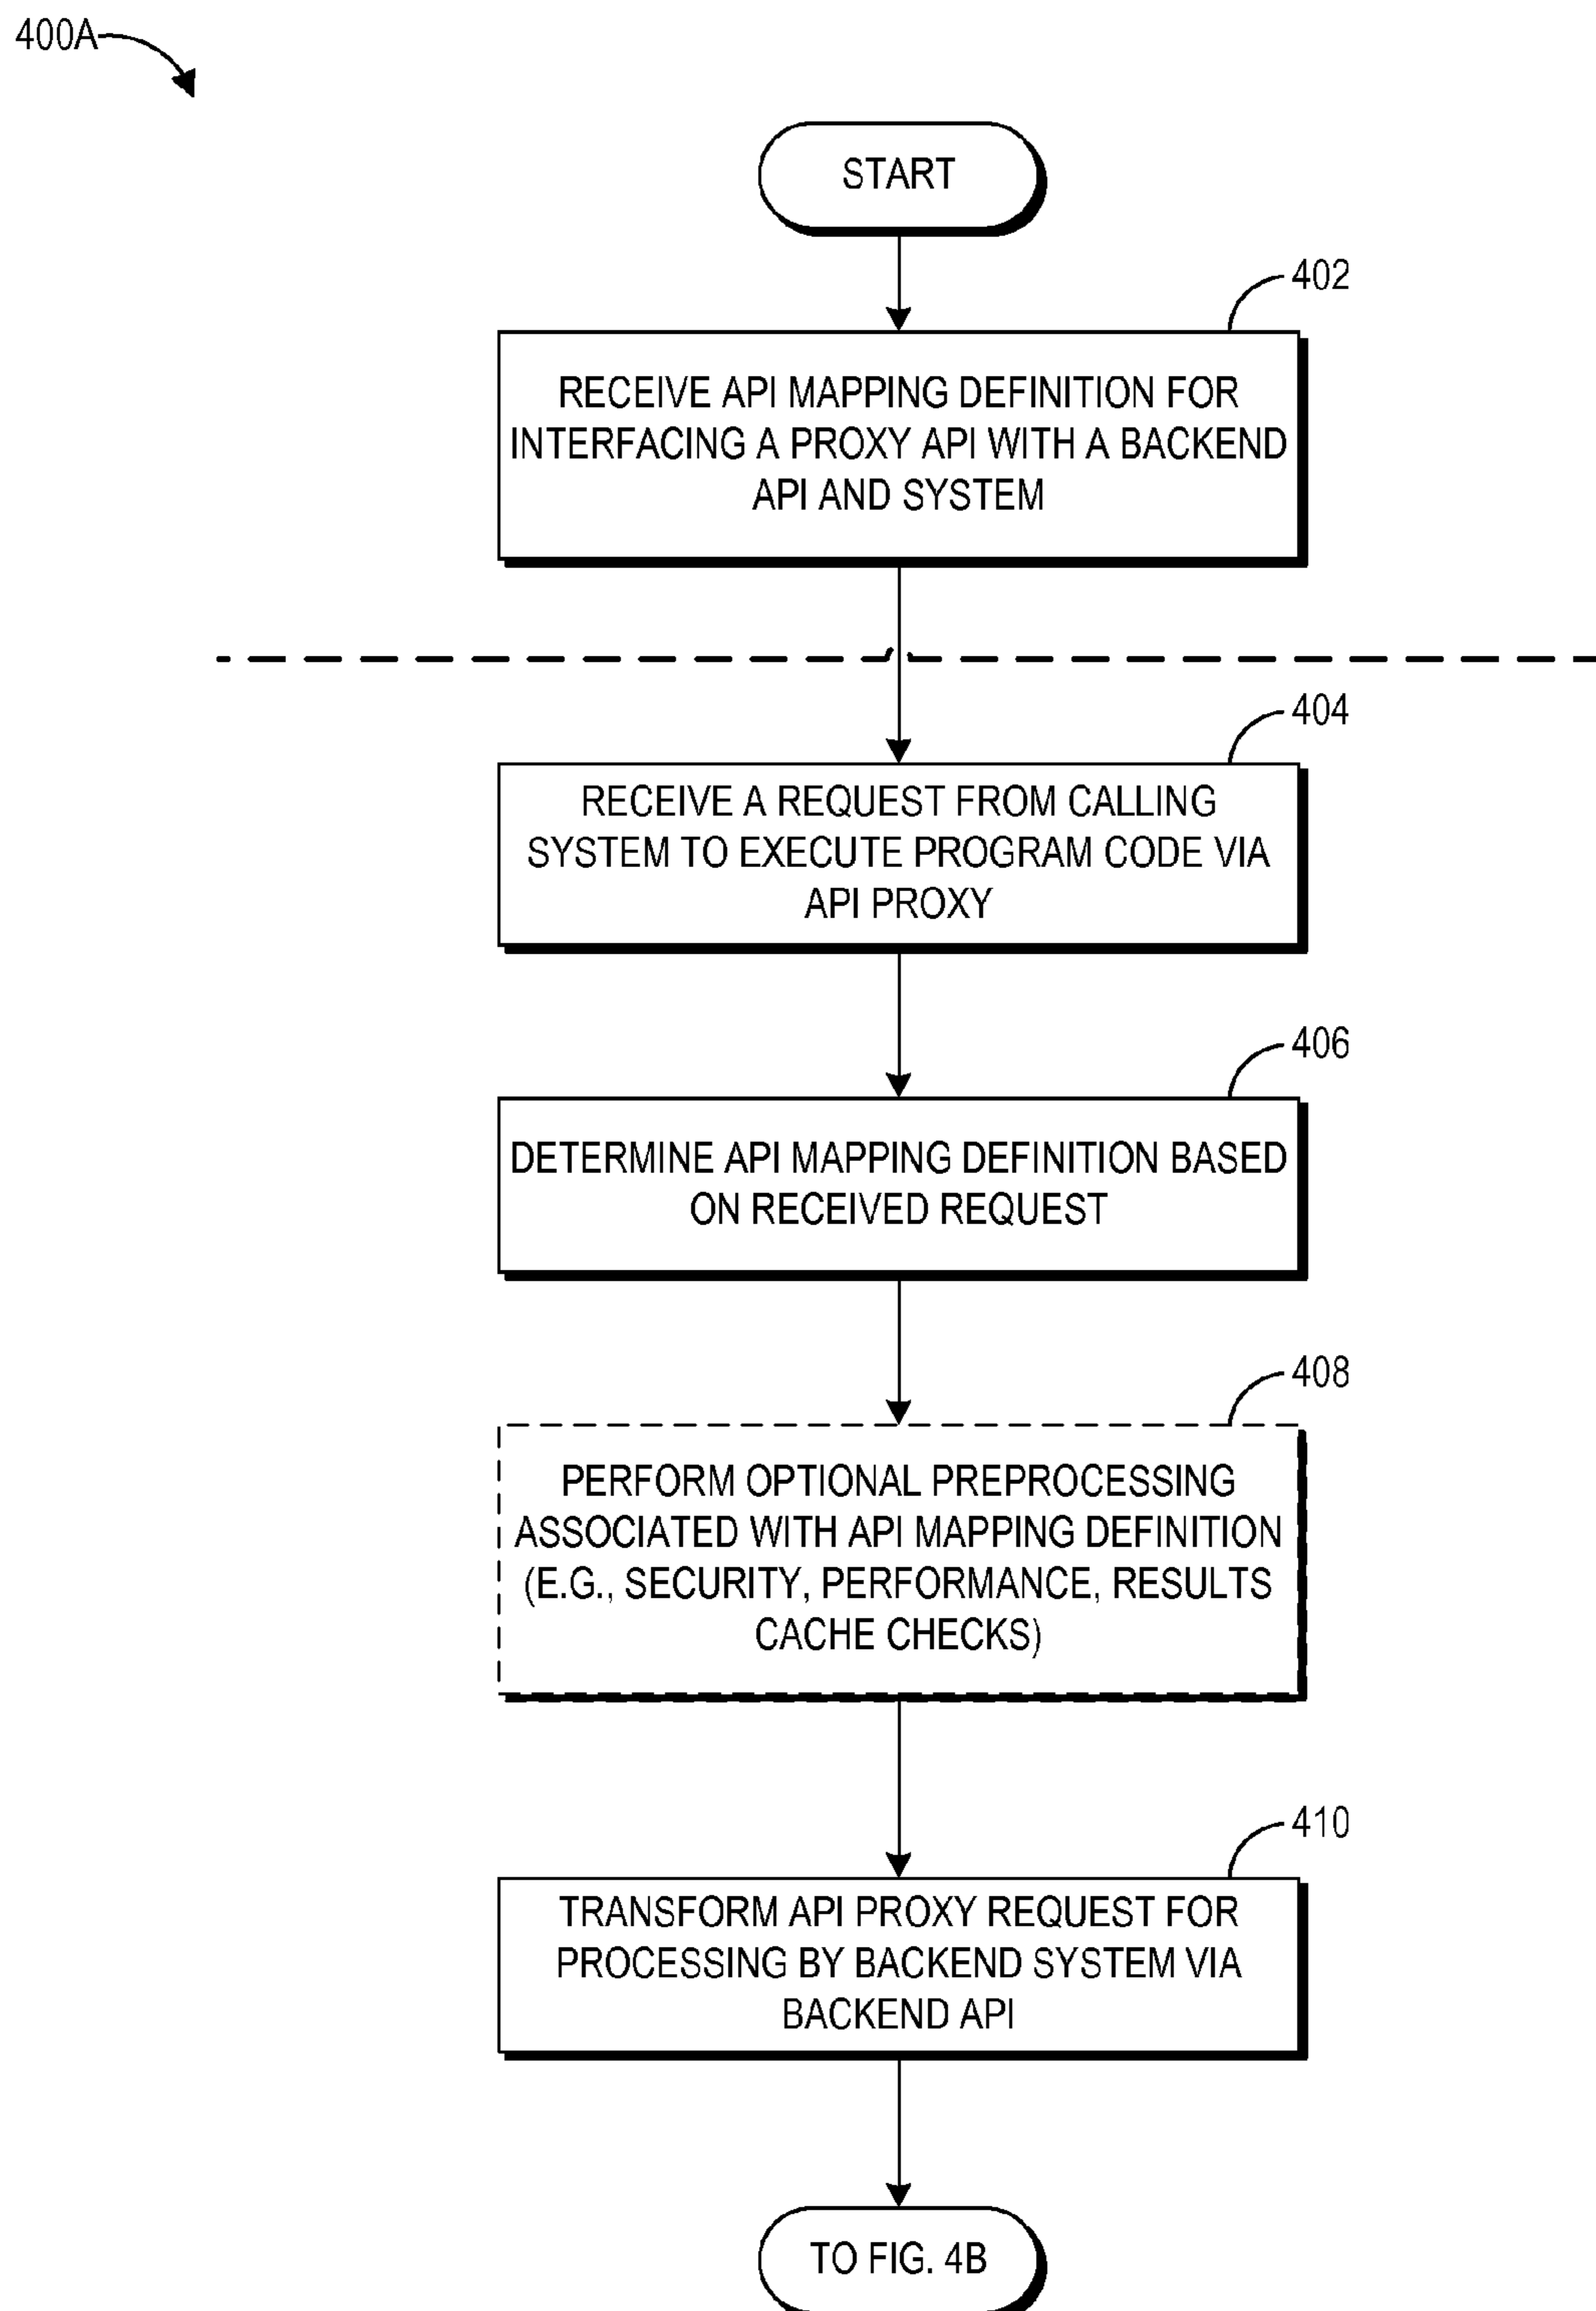 400A
START
402
RECEIVE API MAPPING DEFINITION FOR
INTERFACING A PROXY API WITH A BACKEND
API AND SYSTEM
404
RECEIVE A REQUEST FROM CALLING
SYSTEM TO EXECUTE PROGRAM CODE VIA
API PROXY
406
DETERMINE API MAPPING DEFINITION BASED
ON RECEIVED REQUEST
408
PERFORM OPTIONAL PREPROCESSING
ASSOCIATED WITH API MAPPING DEFINITION
(E.G., SECURITY, PERFORMANCE, RESULTS
CACHE CHECKS)
410
TRANSFORM API PROXY REQUEST FOR
PROCESSING BY BACKEND SYSTEM VIA
BACKEND API
TO FIG. 4B